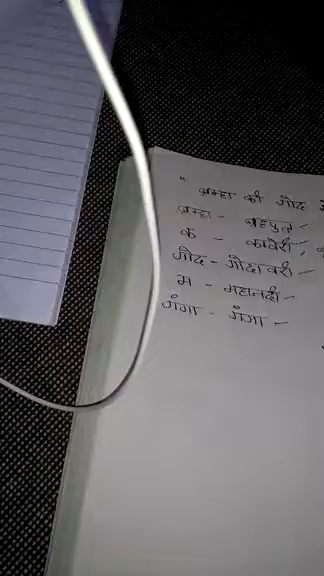 " ब्रम्हा की गोद
ब्रम्हा - ब्रह्मपुत्र -
क - कावेरी,
गोद - गोदावरी -
म - महानदी -
गंगा - गंगा -